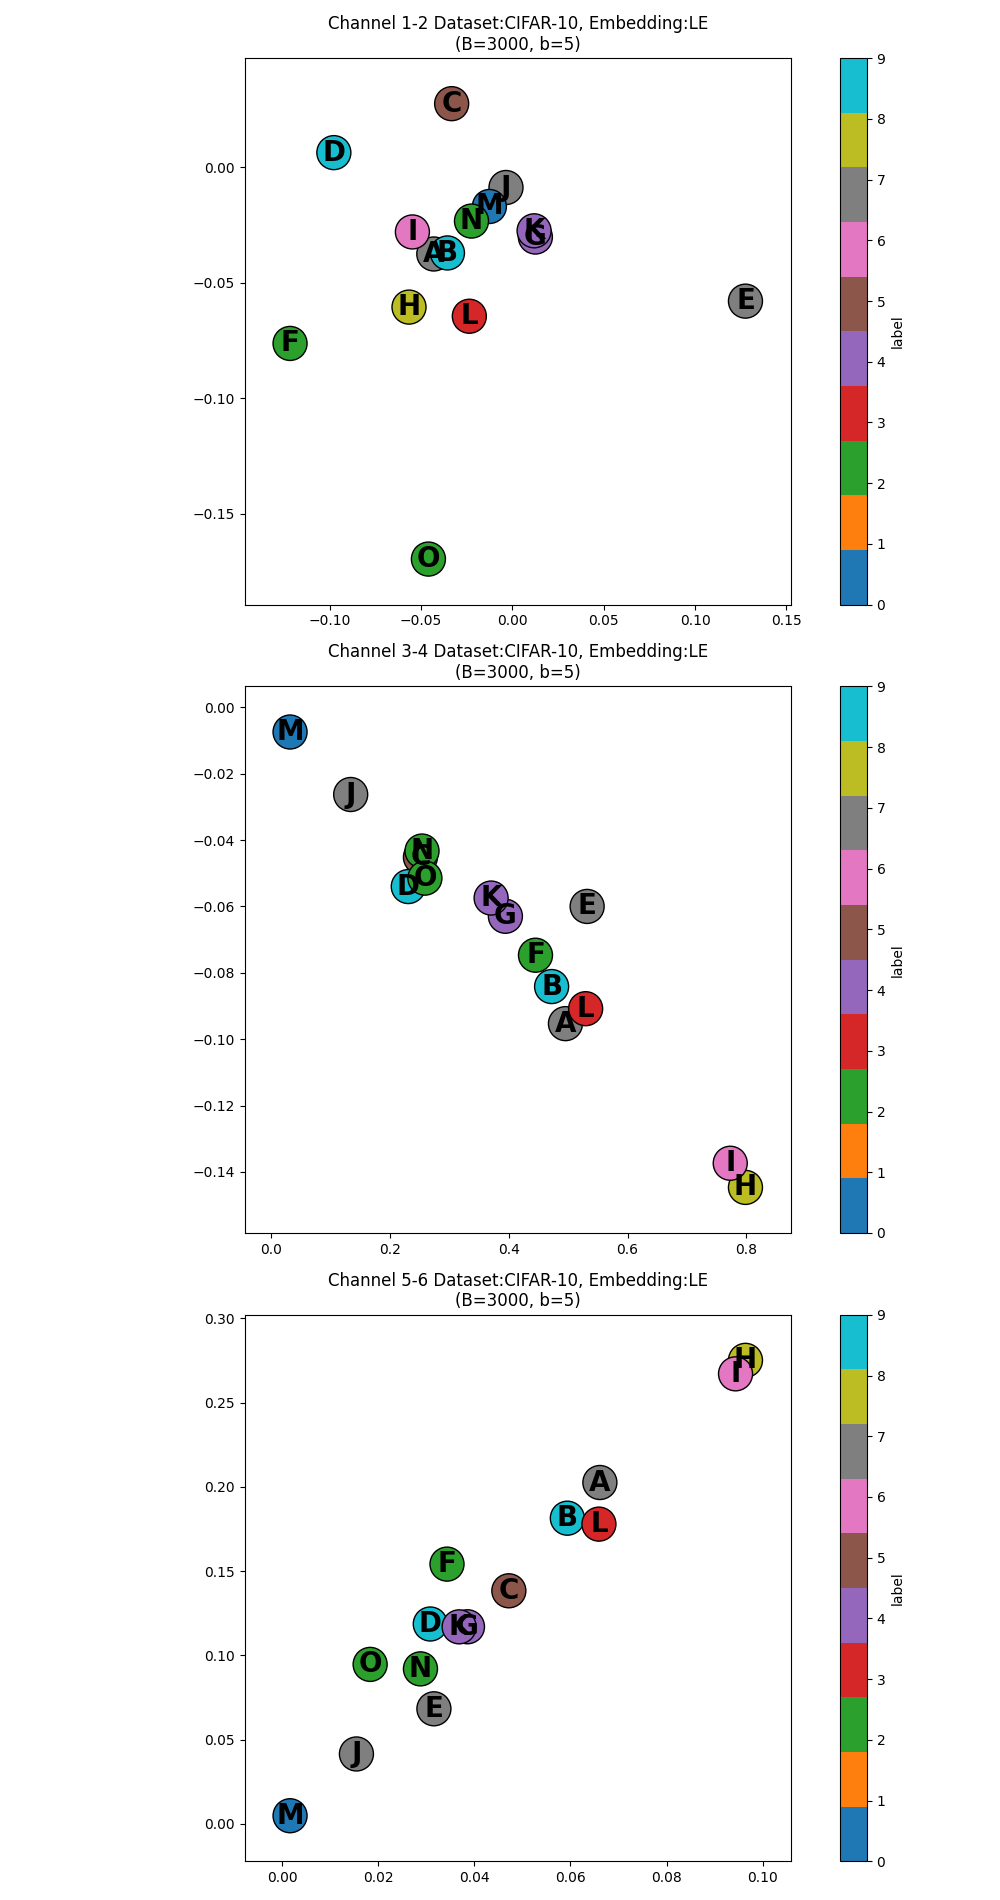 Channel 1-2 Dataset:CIFAR-10, Embedding:LE
(B=3000, b=5)
C
D
J
M
N
I
K
G
A
B
H
L
E
F
O
0.00
−0.05
−0.10
−0.15
−0.10
−0.05
0.00
0.05
0.10
0.15
9
8
7
6
5
4
3
2
1
0
label
Channel 3-4 Dataset:CIFAR-10, Embedding:LE
(B=3000, b=5)
M
J
N
C
O
D
K
G
E
F
B
L
A
I
H
0.00
−0.02
−0.04
−0.06
−0.08
−0.10
−0.12
−0.14
0.0
0.2
0.4
0.6
0.8
9
8
7
6
5
4
3
2
1
0
label
Channel 5-6 Dataset:CIFAR-10, Embedding:LE
(B=3000, b=5)
H
I
A
B
L
F
C
D
K
G
O
N
E
J
M
0.30
0.25
0.20
0.15
0.10
0.05
0.00
0.00
0.02
0.04
0.06
0.08
0.10
9
8
7
6
5
4
3
2
1
0
label